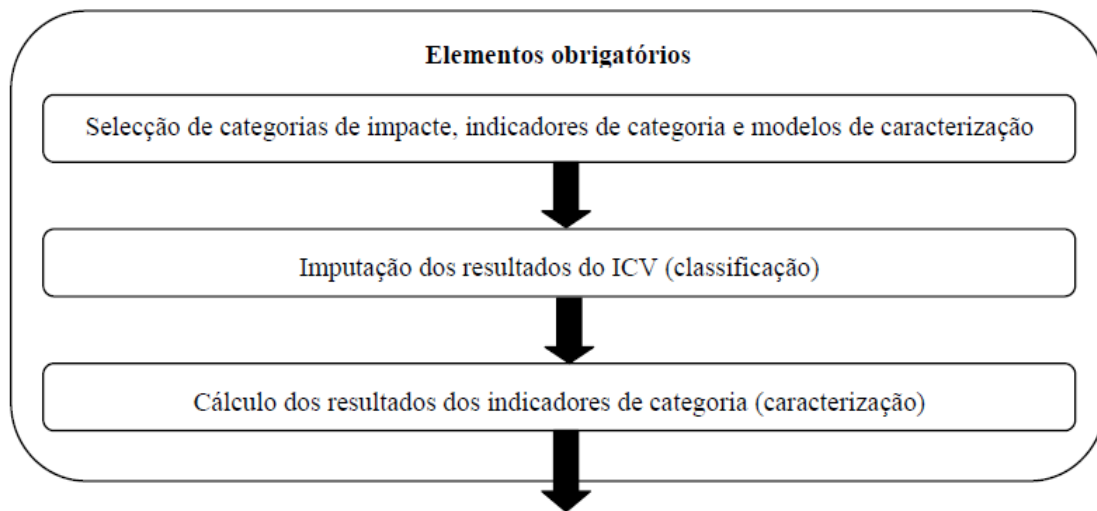 Elementos obrigatórios
Selecção de categorias de impacte, indicadores de categoria e modelos de caracterização
Imputação dos resultados do ICV (classificação)
Cálculo dos resultados dos indicadores de categoria (caracterização)